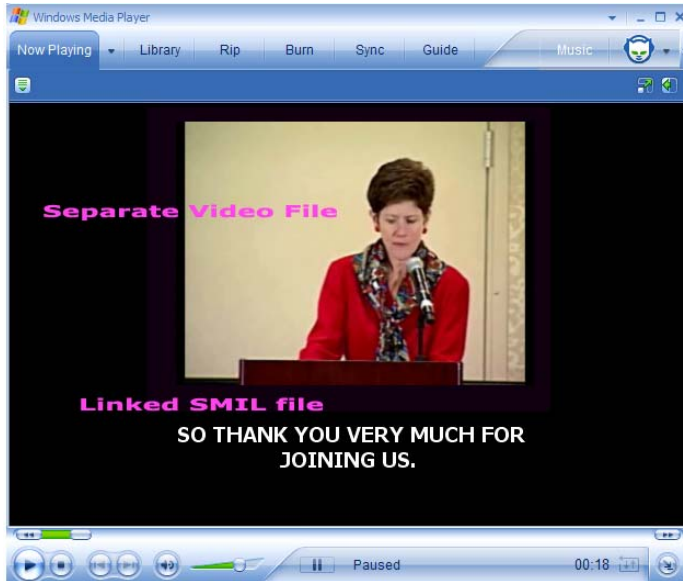 Windows Media Player
Now Playing Library Rip Burn Sync Guide Music
Separate Video File
Linked SMIL file
SO THANK YOU VERY MUCH FOR
JOINING US.
Paused 00:18